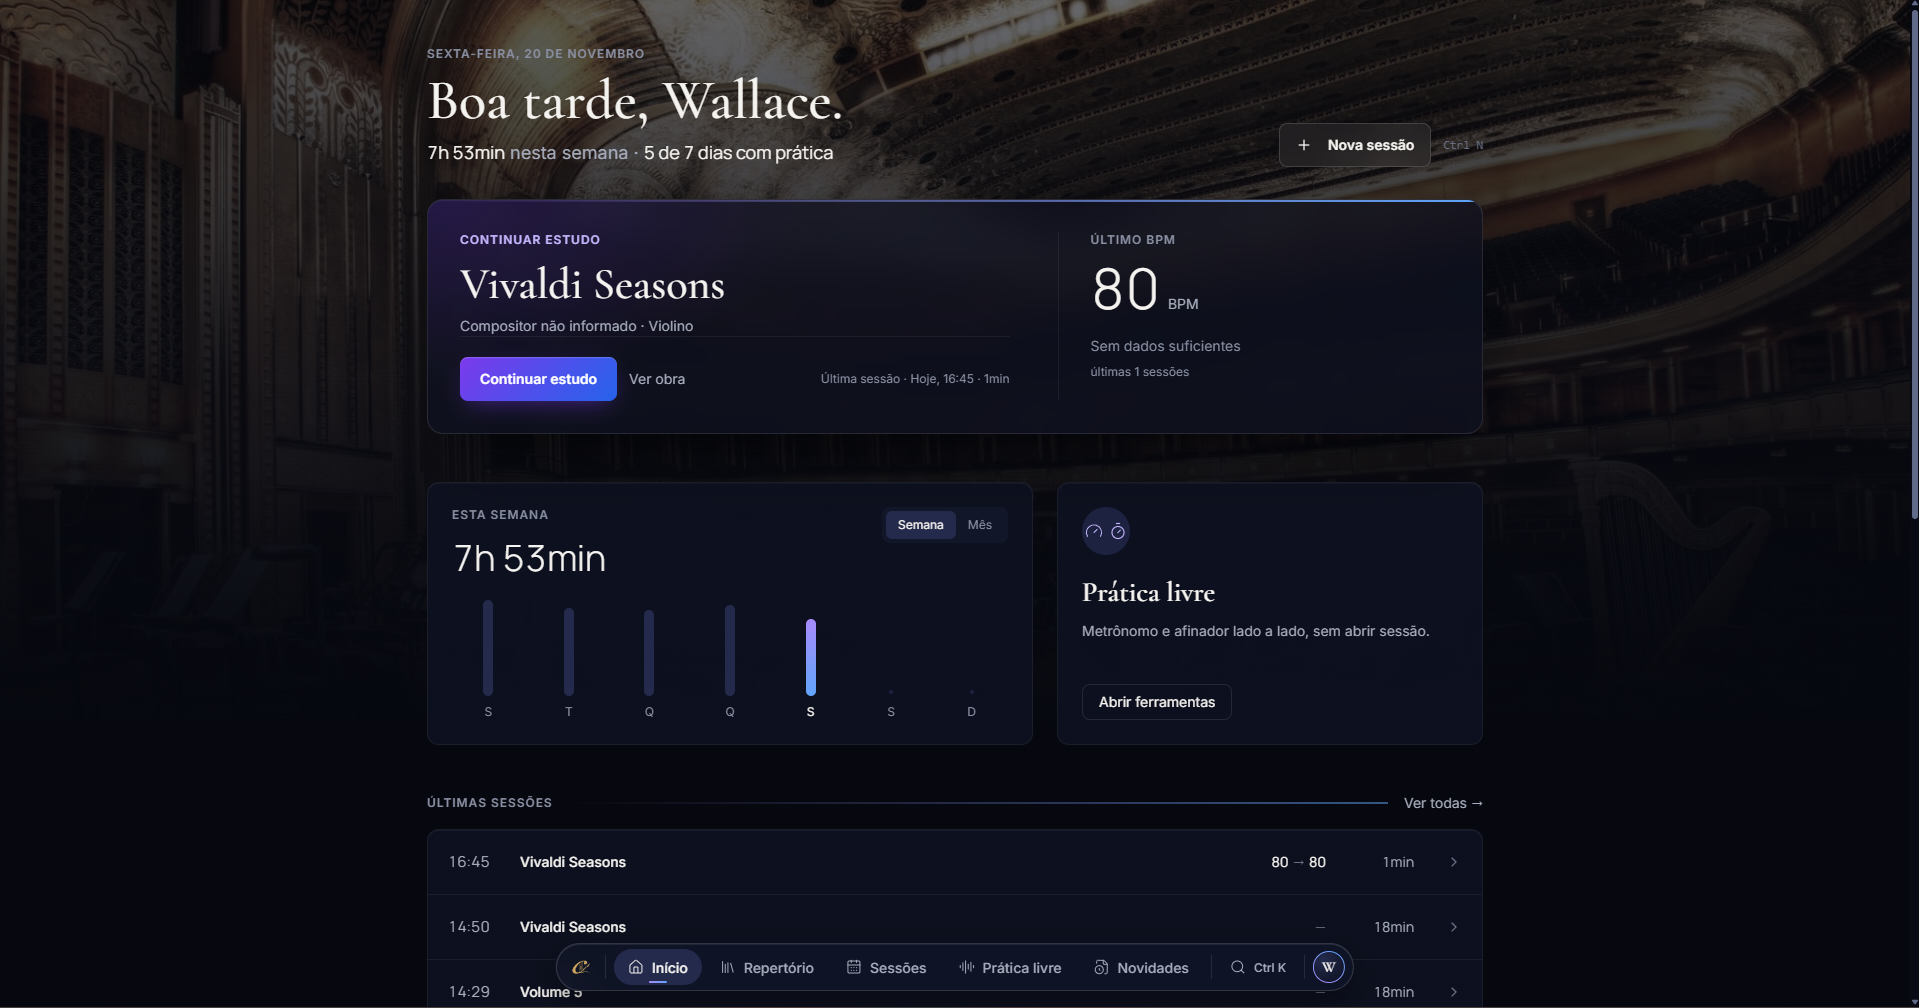 SEXTA-FEIRA, 20 DE NOVEMBRO
Boa tarde, Wallace.
7h 53min nesta semana · 5 de 7 dias com prática
Nova sessão
Ctrl N
CONTINUAR ESTUDO
Vivaldi Seasons
Compositor não informado · Violino
Continuar estudo
Ver obra
Última sessão · Hoje, 16:45 · 1min
ÚLTIMO BPM
80 BPM
Sem dados suficientes
últimas 1 sessões
ESTA SEMANA
Semana
Mês
7h 53min
S T Q Q S S D
Prática livre
Metrônomo e afinador lado a lado, sem abrir sessão.
Abrir ferramentas
ÚLTIMAS SESSÕES
Ver todas →
16:45 Vivaldi Seasons 80 → 80 1min
14:50 Vivaldi Seasons – 18min
14:29 Volume 5 – 18min
Início
Repertório
Sessões
Prática livre
Novidades
Ctrl K
W